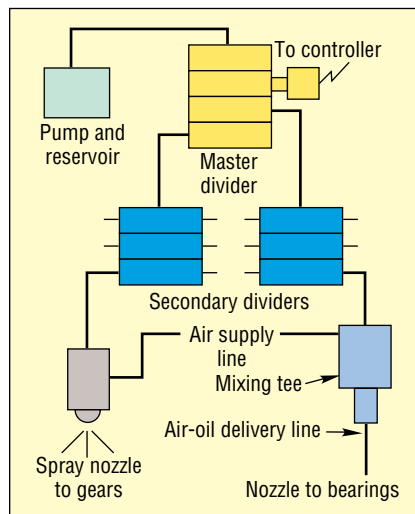 To controller
Pump and
reservoir
Master
divider
Secondary dividers
Air supply
line
Mixing tee
Air-oil delivery line
Spray nozzle
to gears
Nozzle to bearings